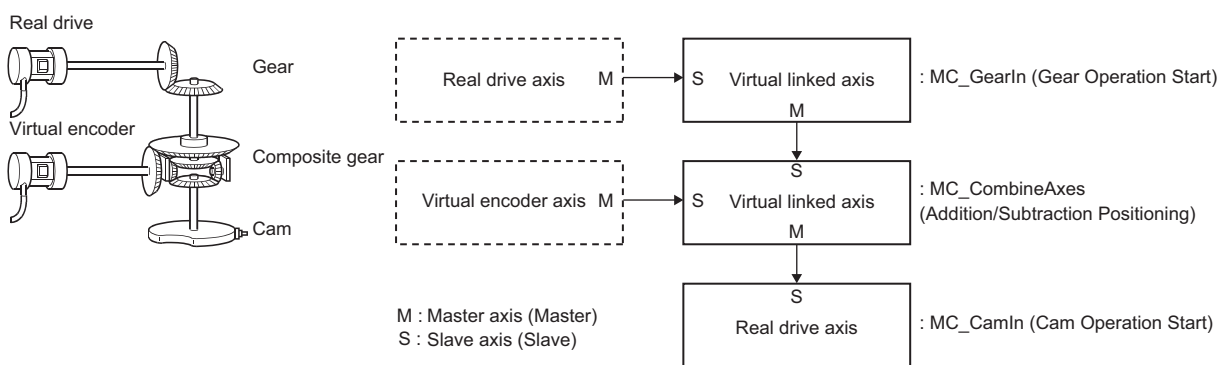 Real drive
Gear
Virtual encoder
Composite gear
Cam
Real drive axis M
S Virtual linked axis
M
: MC_GearIn (Gear Operation Start)
Virtual encoder axis M
S
S Virtual linked axis
M
: MC_CombineAxes
(Addition/Subtraction Positioning)
S
Real drive axis
: MC_CamIn (Cam Operation Start)
M : Master axis (Master)
S : Slave axis (Slave)